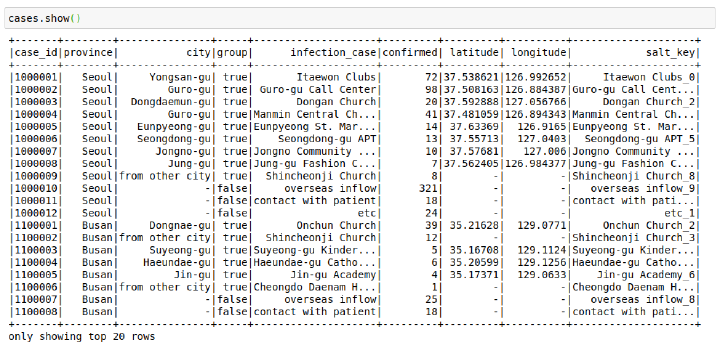 cases.show()
+-------+--------+---------------+-----+--------------------+---------+---------+----------+--------------------+
|case_id|province|           city|group|      infection_case|confirmed| latitude| longitude|            salt_key|
+-------+--------+---------------+-----+--------------------+---------+---------+----------+--------------------+
|1000001|   Seoul|     Yongsan-gu| true|       Itaewon Clubs|       72|37.538621|126.992652|     Itaewon Clubs_0|
|1000002|   Seoul|        Guro-gu| true| Guro-gu Call Center|       98|37.508163|126.884387|Guro-gu Call Cent...|
|1000003|   Seoul|  Dongdaemun-gu| true|       Dongan Church|       20|37.592888|127.056766|     Dongan Church_2|
|1000004|   Seoul|        Guro-gu| true|Manmin Central Ch...|       41|37.481059|126.894343|Manmin Central Ch...|
|1000005|   Seoul|   Eunpyeong-gu| true|Eunpyeong St. Mar...|       14| 37.63369|  126.9165|Eunpyeong St. Mar...|
|1000006|   Seoul|   Seongdong-gu| true|    Seongdong-gu APT|       13| 37.55713|  127.0403|  Seongdong-gu APT_5|
|1000007|   Seoul|      Jongno-gu| true|Jongno Community ...|       10| 37.57681|   127.006|Jongno Community ...|
|1000008|   Seoul|        Jung-gu| true|Jung-gu Fashion C...|        7|37.562405|126.984377|Jung-gu Fashion C...|
|1000009|   Seoul|from other city| true|  Shincheonji Church|        8|        -|         -|Shincheonji Church_8|
|1000010|   Seoul|              -|false|     overseas inflow|      321|        -|         -|   overseas inflow_9|
|1000011|   Seoul|              -|false|contact with patient|       18|        -|         -|contact with pati...|
|1000012|   Seoul|              -|false|                 etc|       24|        -|         -|               etc_1|
|1100001|   Busan|     Dongnae-gu| true|       Onchun Church|       39| 35.21628|  129.0771|     Onchun Church_2|
|1100002|   Busan|from other city| true|  Shincheonji Church|       12|        -|         -|Shincheonji Church_3|
|1100003|   Busan|     Suyeong-gu| true|Suyeong-gu Kinder...|        5| 35.16708|  129.1124|Suyeong-gu Kinder...|
|1100004|   Busan|    Haeundae-gu| true|Haeundae-gu Catho...|        6| 35.20599|  129.1256|Haeundae-gu Catho...|
|1100005|   Busan|         Jin-gu| true|      Jin-gu Academy|        4| 35.17371|  129.0633|    Jin-gu Academy_6|
|1100006|   Busan|from other city| true|Cheongdo Daenam H...|        1|        -|         -|Cheongdo Daenam H...|
|1100007|   Busan|              -|false|     overseas inflow|       25|        -|         -|   overseas inflow_8|
|1100008|   Busan|              -|false|contact with patient|       18|        -|         -|contact with pati...|
+-------+--------+---------------+-----+--------------------+---------+---------+----------+--------------------+
only showing top 20 rows